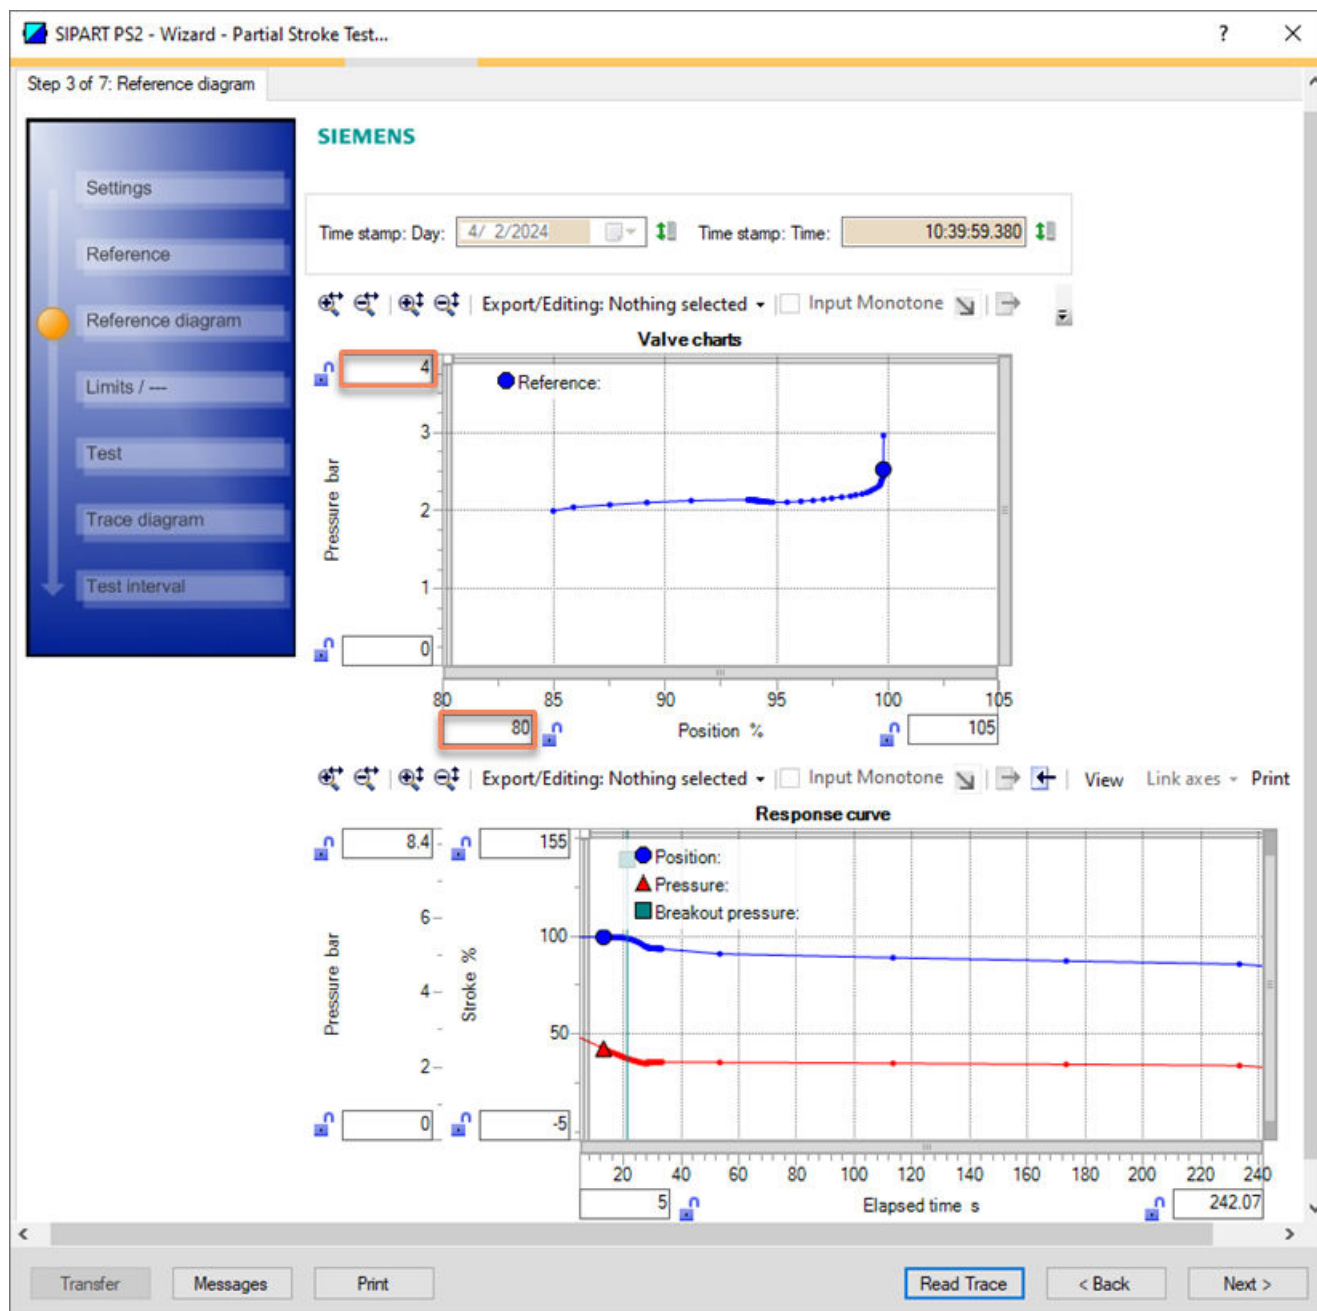 SIPART PS2 - Wizard - Partial Stroke Test...
?
Step 3 of 7: Reference diagram
SIEMENS
Settings
Reference
Reference diagram
Limits / ---
Test
Trace diagram
Test interval
Time stamp: Day: 4/ 2/2024 Time stamp: Time: 10:39:59.380
Export/Editing: Nothing selected Input Monotone
Valve charts
4
Reference:
3
2
1
0
Pressure bar
80 85 90 95 100 105
80 Position % 105
Export/Editing: Nothing selected Input Monotone View Link axes Print
Response curve
8.4 155
Position:
Pressure:
Breakout pressure:
6
4
2
0
Pressure bar
100
50
-5
Stroke %
20 40 60 80 100 120 140 160 180 200 220 240
5 Elapsed time s 242.07
Transfer Messages Print Read Trace < Back Next >